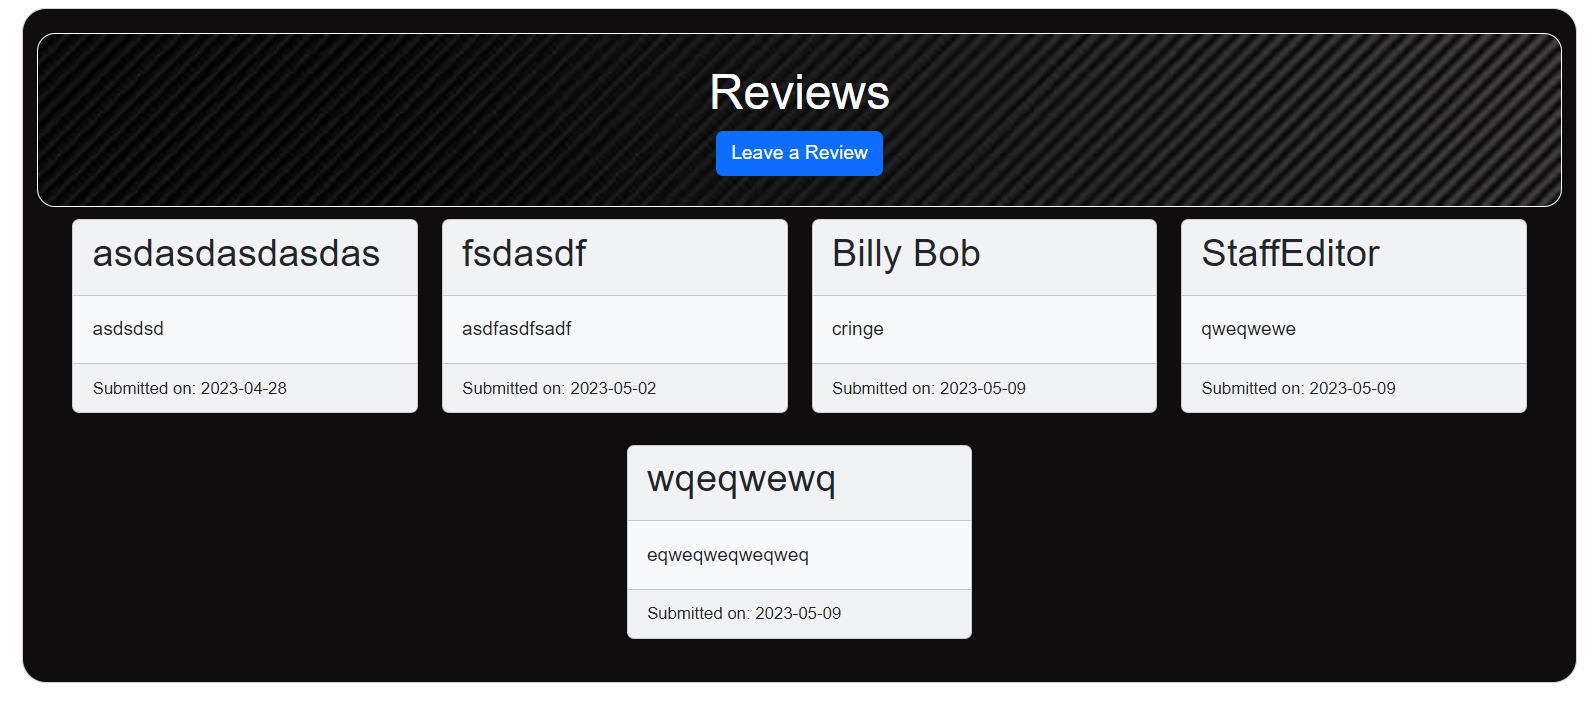 Reviews
Leave a Review
asdasdasdasdas
asdsdsd
Submitted on: 2023-04-28
fsdasdf
asdfasdfsadf
Submitted on: 2023-05-02
Billy Bob
cringe
Submitted on: 2023-05-09
StaffEditor
qweqwewe
Submitted on: 2023-05-09
wqeqwewq
eqweqweqweqweq
Submitted on: 2023-05-09